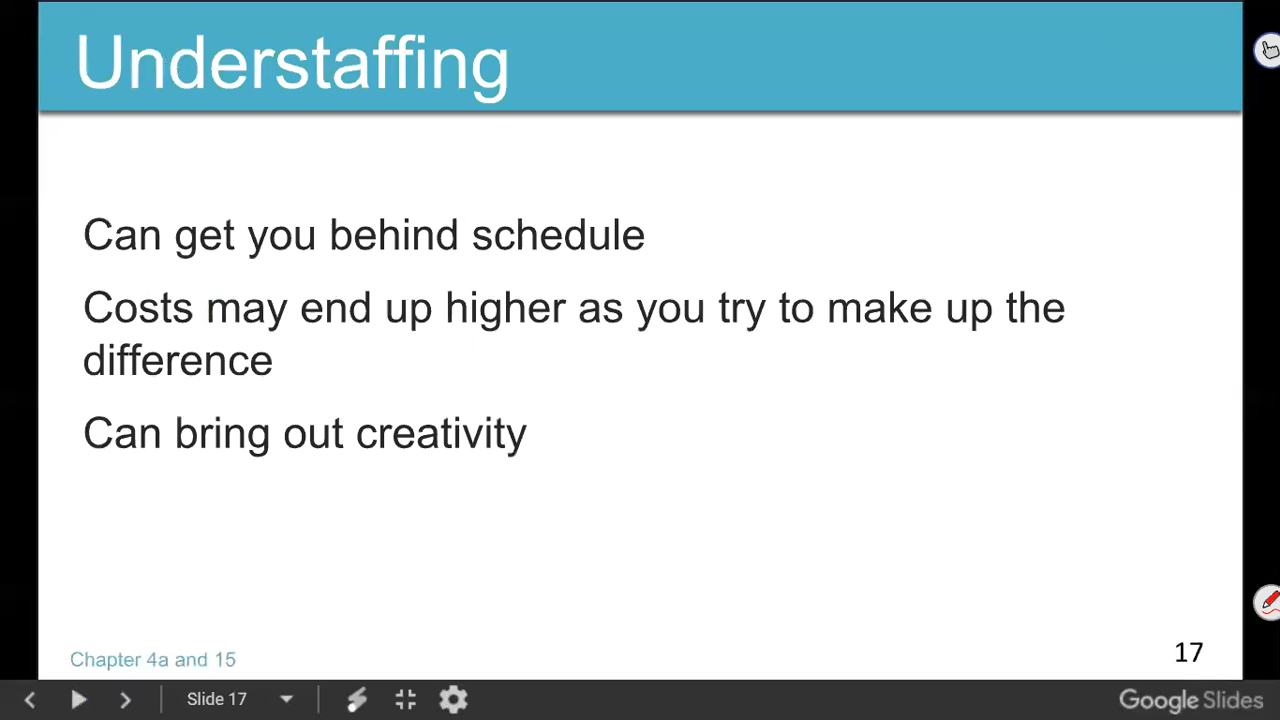 Understaffing
Can get you behind schedule
Costs may end up higher as you try to make up the
difference
Can bring out creativity
Chapter 4a and 15
17
Slide 17
Google Slides